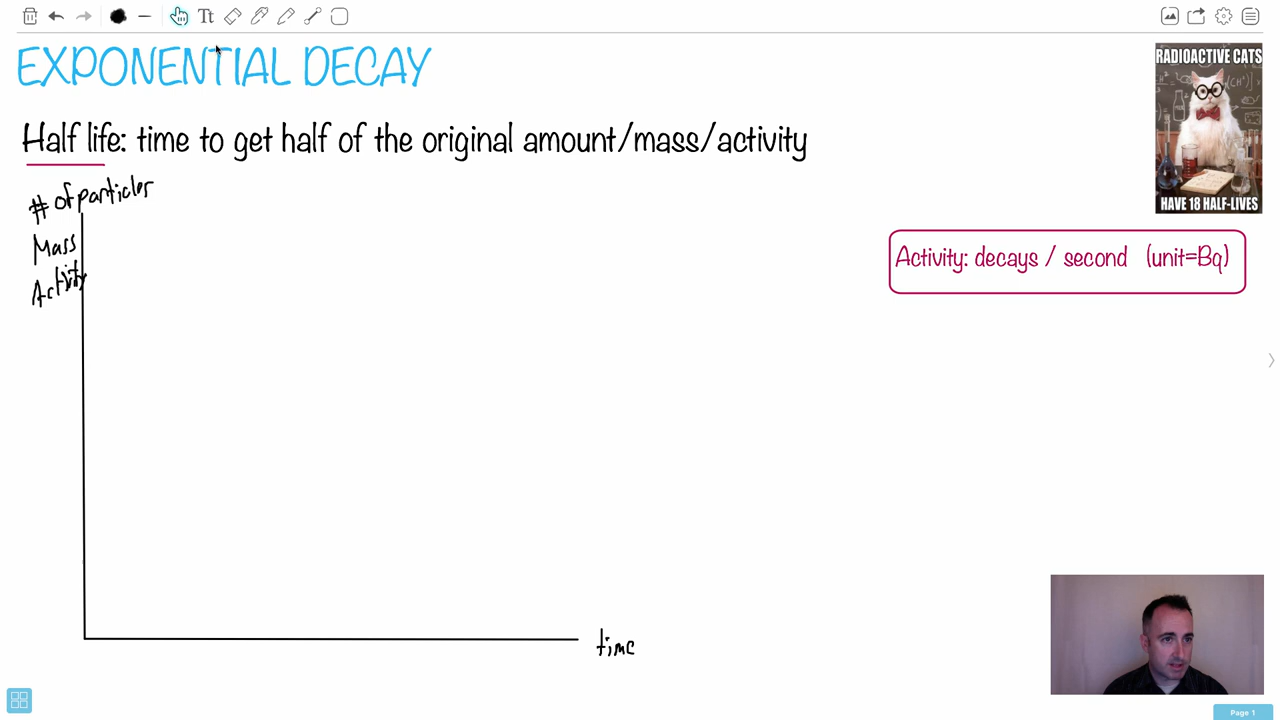 Tt
EXPONENTIAL DECAY
Half life: time to get half of the original amount/mass/activity
# of particles
Mass
Activity
time
RADIOACTIVE CATS
HAVE 18 HALF-LIVES
Activity: decays / second (unit=Bq)
Page 1